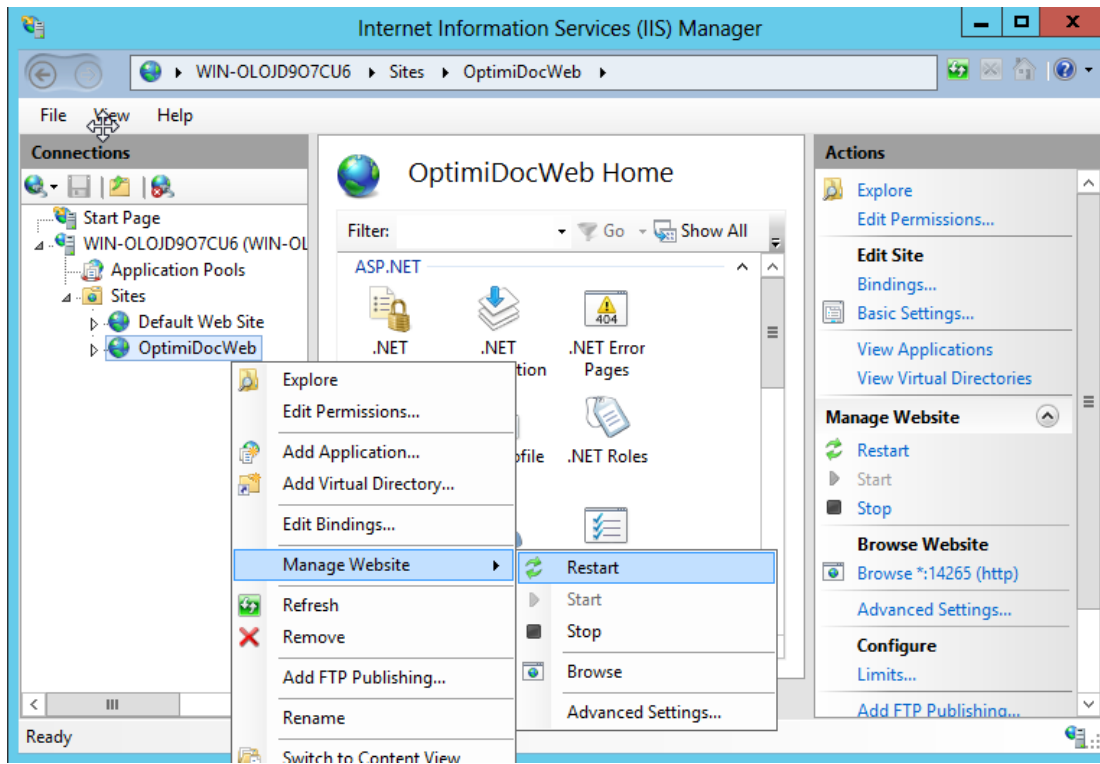 Internet Information Services (IIS) Manager
WIN-OLOJD9O7CU6 Sites OptimiDocWeb
File View Help
Connections
Start Page
WIN-OLOJD9O7CU6 (WIN-OL
Application Pools
Sites
Default Web Site
OptimiDocWeb
OptimiDocWeb Home
Filter: Go Show All
ASP.NET
404
.NET
.NET
tion
.NET Error
Pages
ofile
.NET Roles
Explore
Edit Permissions...
Add Application...
Add Virtual Directory...
Edit Bindings...
Manage Website
Refresh
Remove
Add FTP Publishing...
Rename
Switch to Content View
Restart
Start
Stop
Browse
Advanced Settings...
Actions
Explore
Edit Permissions...
Edit Site
Bindings...
Basic Settings...
View Applications
View Virtual Directories
Manage Website
Restart
Start
Stop
Browse Website
Browse *:14265 (http)
Advanced Settings...
Configure
Limits...
Add FTP Publishing...
Ready